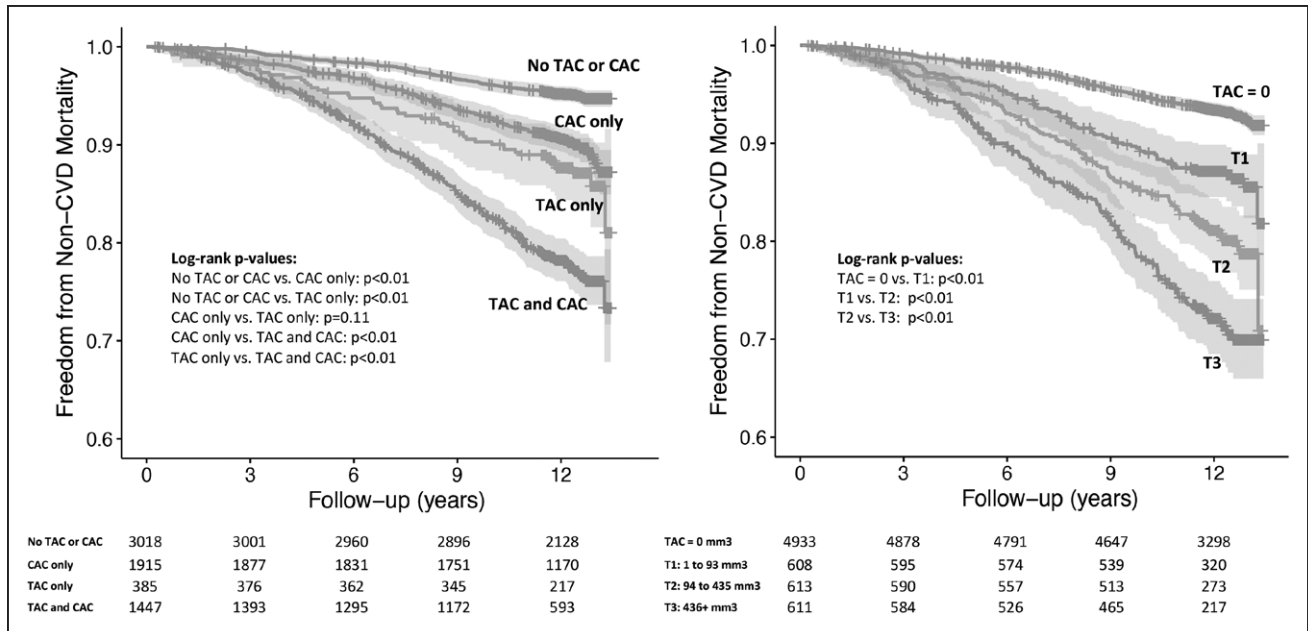 Freedom from Non−CVD Mortality
1.0
0.9
0.8
0.7
0.6
No TAC or CAC
CAC only
TAC only
TAC and CAC
Log-rank p-values:
No TAC or CAC vs. CAC only: p<0.01
No TAC or CAC vs. TAC only: p<0.01
CAC only vs. TAC only: p=0.11
CAC only vs. TAC and CAC: p<0.01
TAC only vs. TAC and CAC: p<0.01
0 3 6 9 12
Follow−up (years)
No TAC or CAC 3018 3001 2960 2896 2128
CAC only 1915 1877 1831 1751 1170
TAC only 385 376 362 345 217
TAC and CAC 1447 1393 1295 1172 593
Freedom from Non−CVD Mortality
1.0
0.9
0.8
0.7
0.6
TAC = 0
T1
T2
T3
Log-rank p-values:
TAC = 0 vs. T1: p<0.01
T1 vs. T2: p<0.01
T2 vs. T3: p<0.01
0 3 6 9 12
Follow−up (years)
TAC = 0 mm3 4933 4878 4791 4647 3298
T1: 1 to 93 mm3 608 595 574 539 320
T2: 94 to 435 mm3 613 590 557 513 273
T3: 436+ mm3 611 584 526 465 217